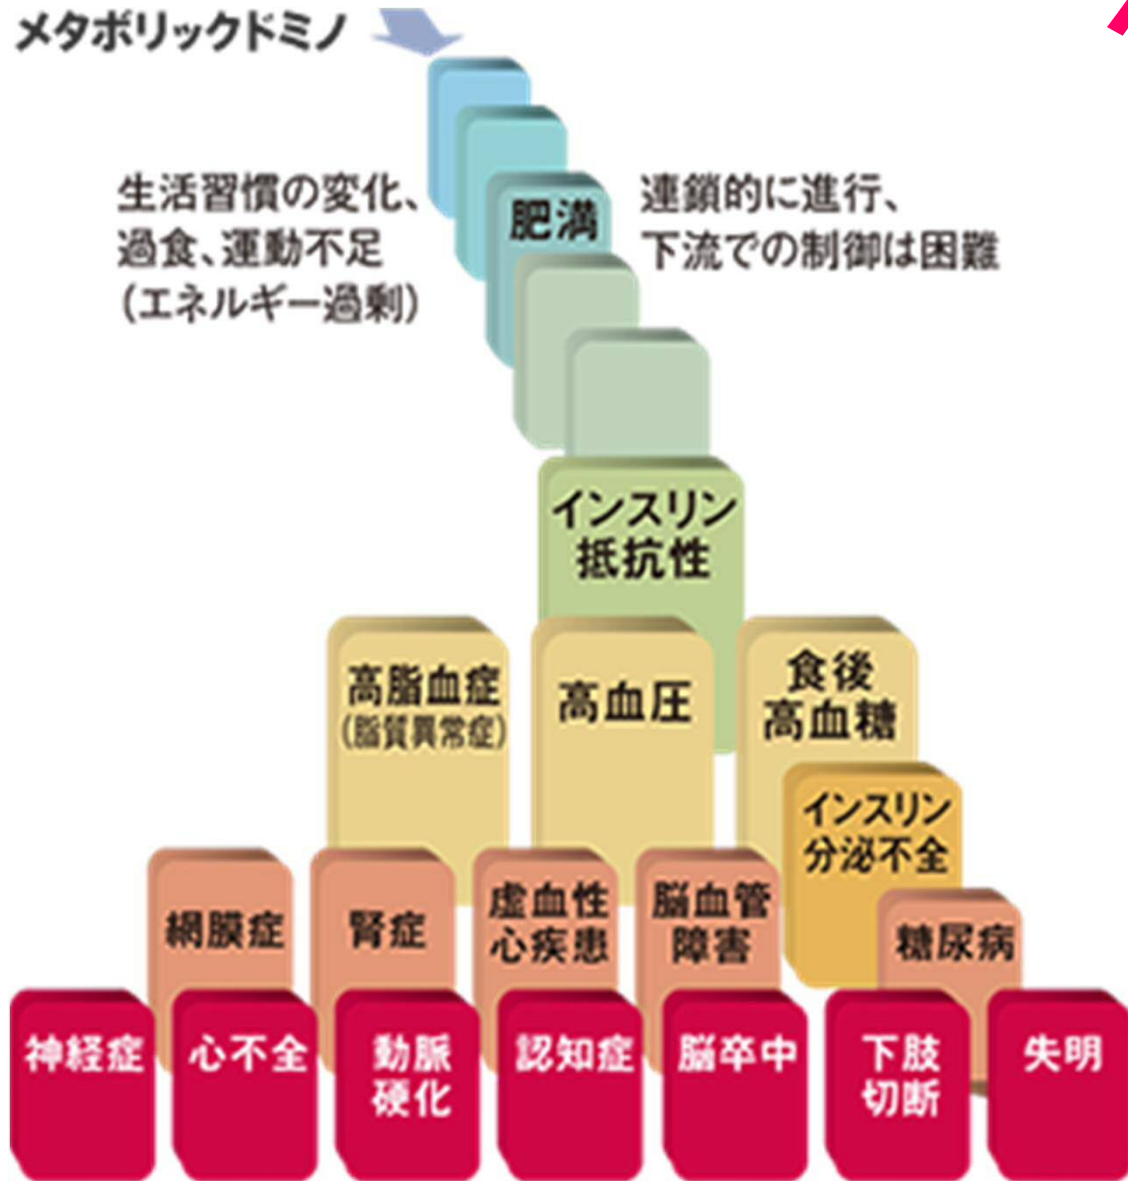 メタボリックドミノ
生活習慣の変化、
過食、運動不足
(エネルギー過剰)
連鎖的に進行、
下流での制御は困難
肥満
インスリン
抵抗性
高脂血症
(脂質異常症)
高血圧
食後
高血糖
インスリン
分泌不全
網膜症
腎症
虚血性
心疾患
脳血管
障害
糖尿病
神経症
心不全
動脈
硬化
認知症
脳卒中
下肢
切断
失明